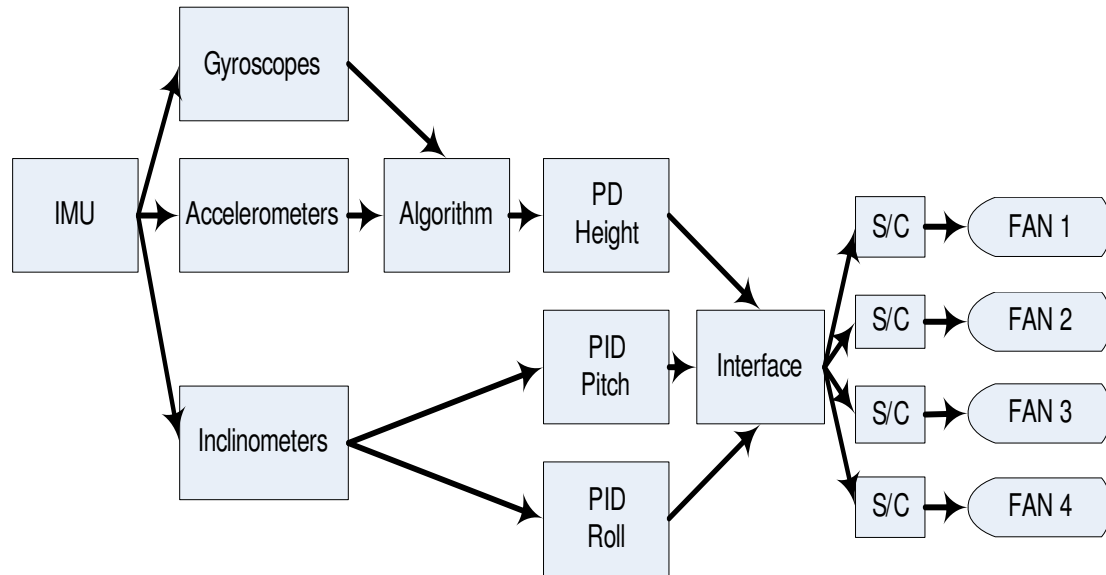 Gyroscopes
IMU
Accelerometers
Algorithm
PD
Height
Inclinometers
PID
Pitch
PID
Roll
Interface
S/C
FAN 1
S/C
FAN 2
S/C
FAN 3
S/C
FAN 4